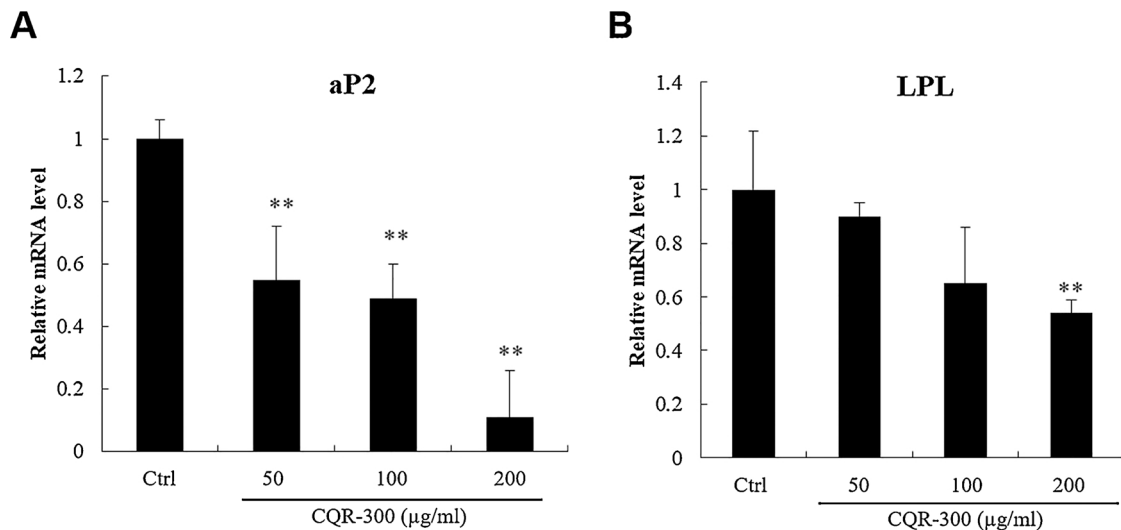 A
aP2
Relative mRNA level
1.2
1
0.8
0.6
0.4
0.2
0
**
**
**
Ctrl 50 100 200
CQR-300 (µg/ml)
B
LPL
Relative mRNA level
1.4
1.2
1
0.8
0.6
0.4
0.2
0
**
Ctrl 50 100 200
CQR-300 (µg/ml)